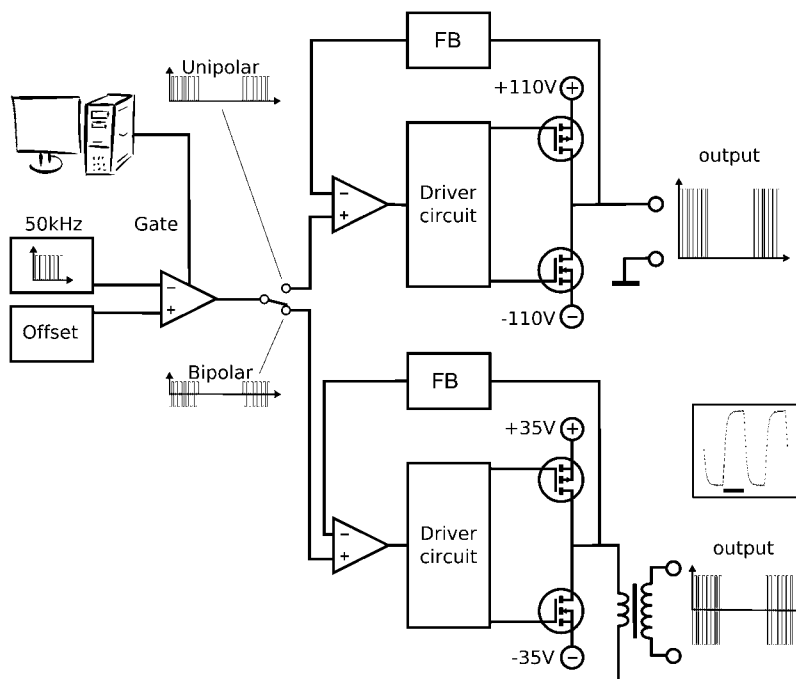 FB
Unipolar
+110V
output
Driver
circuit
−
+
50kHz
Gate
−
+
Offset
-110V
Bipolar
FB
+35V
Driver
circuit
−
+
output
-35V